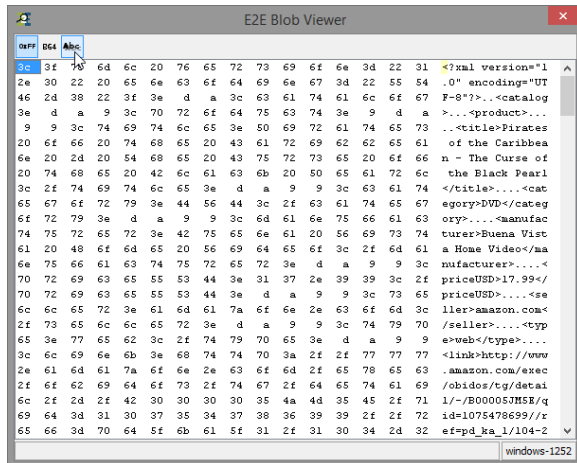 E2E Blob Viewer
0xFF B64 Abc
3c 3f 6d 6c 20 76 65 72 73 69 6f 6e 3d 22 31 <?xml version="1
2e 30 22 20 65 6e 63 6f 64 69 6e 67 3d 22 55 54 .0" encoding="UT
46 2d 38 22 3f 3e d a 3c 63 61 74 61 6c 6f 67 F-8"?>..<catalog
3e d a 9 3c 70 72 6f 64 75 63 74 3e 9 d a >...<product>...
9 9 3c 74 69 74 6c 65 3e 50 69 72 61 74 65 73 ..<title>Pirates
20 6f 66 20 74 68 65 20 43 61 72 69 62 62 65 61 of the Caribbea
6e 20 2d 20 54 68 65 20 43 75 72 73 65 20 6f 66 n - The Curse of
20 74 68 65 20 42 6c 61 63 6b 20 50 65 61 72 6c the Black Pearl
3c 2f 74 69 74 6c 65 3e d a 9 9 3c 63 61 74 </title>....<cat
65 67 6f 72 79 3e 44 56 44 3c 2f 63 61 74 65 67 egory>DVD</categ
6f 72 79 3e d a 9 9 3c 6d 61 6e 75 66 61 63 ory>....<manufac
74 75 72 65 72 3e 42 75 65 6e 61 20 56 69 73 74 turer>Buena Vist
61 20 48 6f 6d 65 20 56 69 64 65 6f 3c 2f 6d 61 a Home Video</ma
6e 75 66 61 63 74 75 72 65 72 3e d a 9 9 3c nufacturer>....<
70 72 69 63 65 55 53 44 3e 31 37 2e 39 39 3c 2f priceUSD>17.99</
70 72 69 63 65 55 53 44 3e d a 9 9 3c 73 65 priceUSD>....<se
6c 6c 65 72 3e 61 6d 61 7a 6f 6e 2e 63 6f 6d 3c ller>amazon.com<
2f 73 65 6c 6c 65 72 3e d a 9 9 3c 74 79 70 /seller>....<typ
65 3e 77 65 62 3c 2f 74 79 70 65 3e d a 9 9 e>web</type>....
3c 6c 69 6e 6b 3e 68 74 74 70 3a 2f 2f 77 77 77 <link>http://www
2e 61 6d 61 7a 6f 6e 2e 63 6f 6d 2f 65 78 65 63 .amazon.com/exec
2f 6f 62 69 64 6f 73 2f 74 67 2f 64 65 74 61 69 /obidos/tg/detai
6c 2f 2d 2f 42 30 30 30 30 35 4a 4d 35 45 2f 71 l/-/B00005JM5E/q
69 64 3d 31 30 37 35 34 37 38 36 39 39 2f 2f 72 id=1075478699//r
65 66 3d 70 64 5f 6b 61 5f 31 2f 31 30 34 2d 32 ef=pd_ka_1/104-2
windows-1252